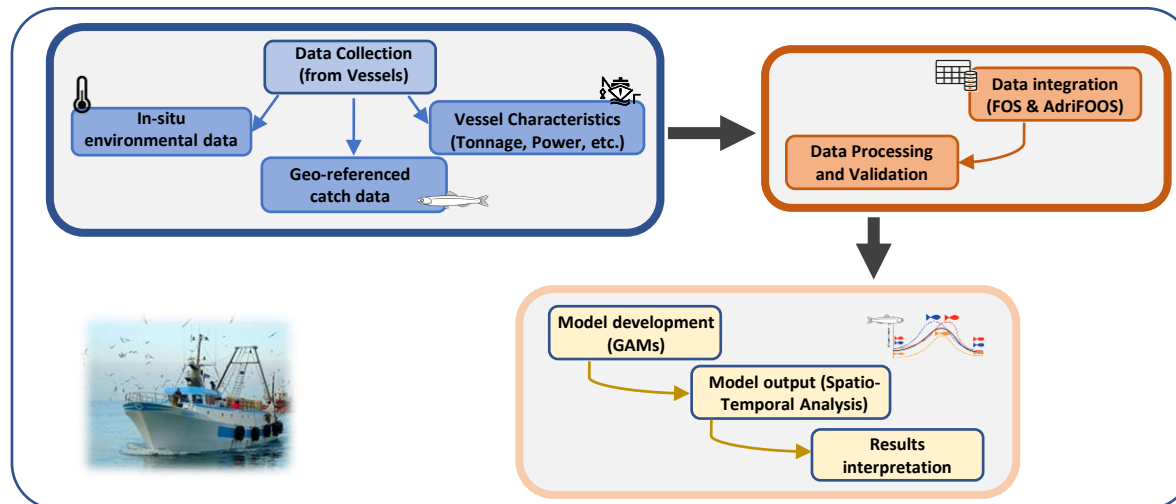 Data Collection
(from Vessels)
In-situ
environmental data
Vessel Characteristics
(Tonnage, Power, etc.)
Geo-referenced
catch data
Data integration
(FOS & AdriFOOS)
Data Processing
and Validation
Model development
(GAMs)
Model output (Spatio-
Temporal Analysis)
Results
interpretation